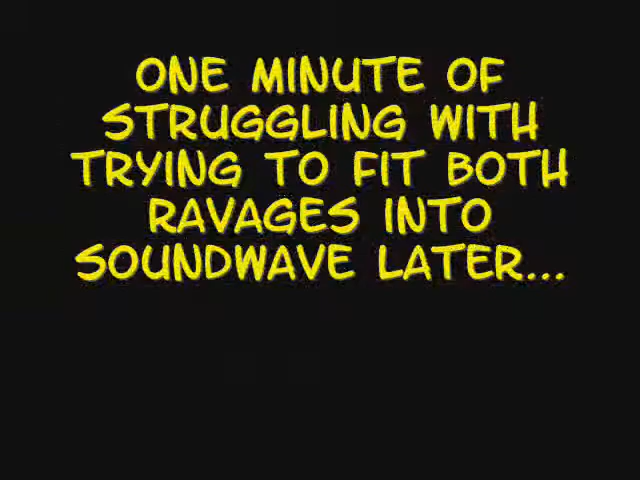 ONE MINUTE OF
STRUGGLING WITH
TRYING TO FIT BOTH
RAVAGES INTO
SOUNDWAVE LATER...